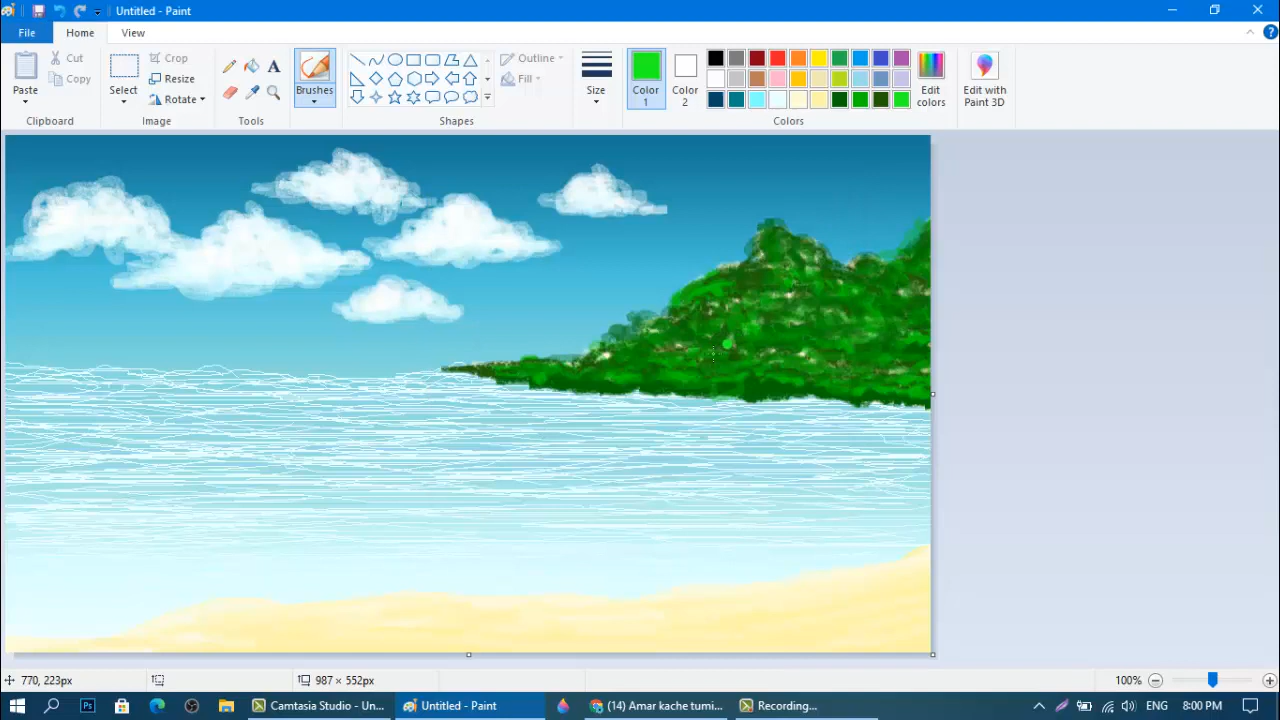 Untitled - Paint
File
Home
View
Paste
Cut
Copy
Clipboard
Select
Crop
Resize
Rotate
Image
A
Tools
Brushes
Outline
Fill
Shapes
Size
Color 1
Color 2
Edit colors
Colors
Edit with Paint 3D
770, 223px
987 × 552px
100%
Ps
Camtasia Studio - Un...
Untitled - Paint
(14) Amar kache tumi...
Recording...
ENG
8:00 PM